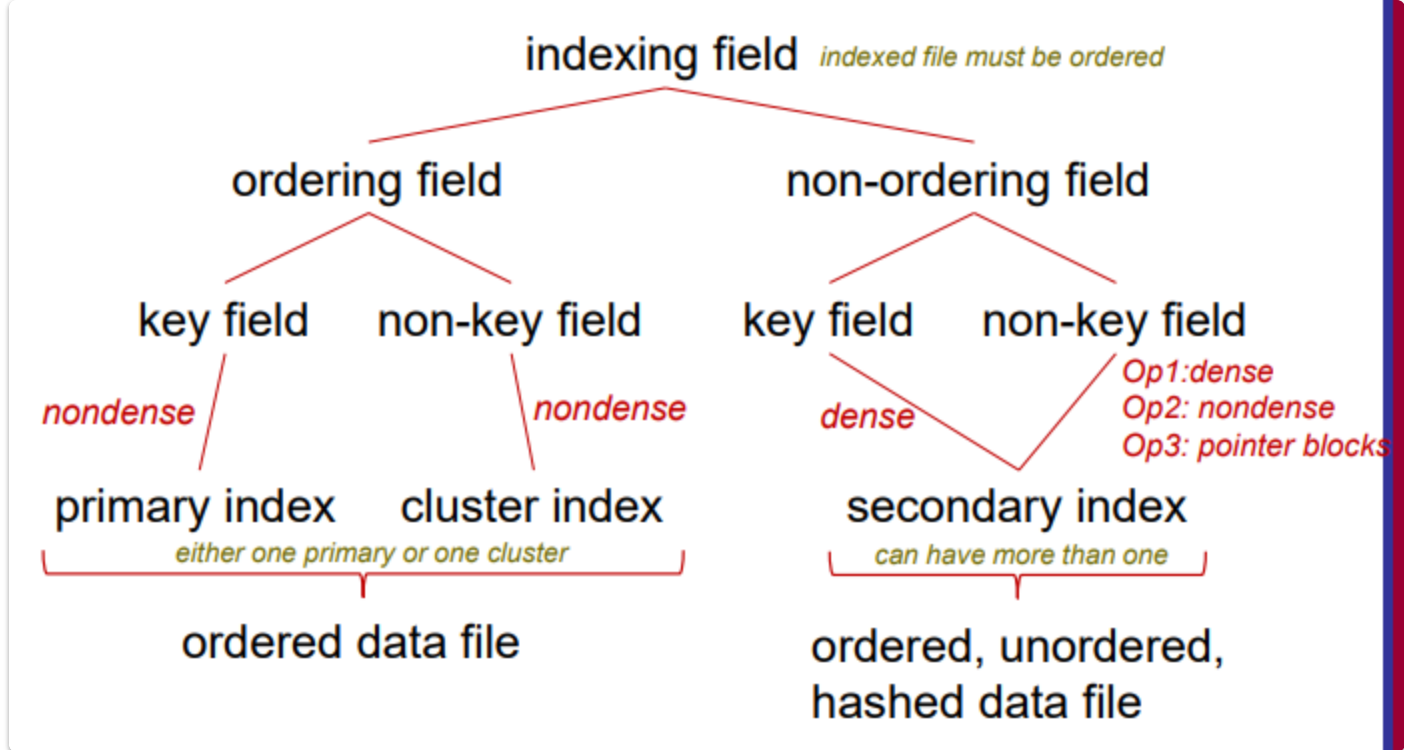 indexing field indexed file must be ordered
ordering field non-ordering field
key field non-key field key field non-key field
nondense nondense dense Op1:dense
Op2: nondense
Op3: pointer blocks
primary index cluster index secondary index
either one primary or one cluster can have more than one
ordered data file ordered, unordered,
hashed data file